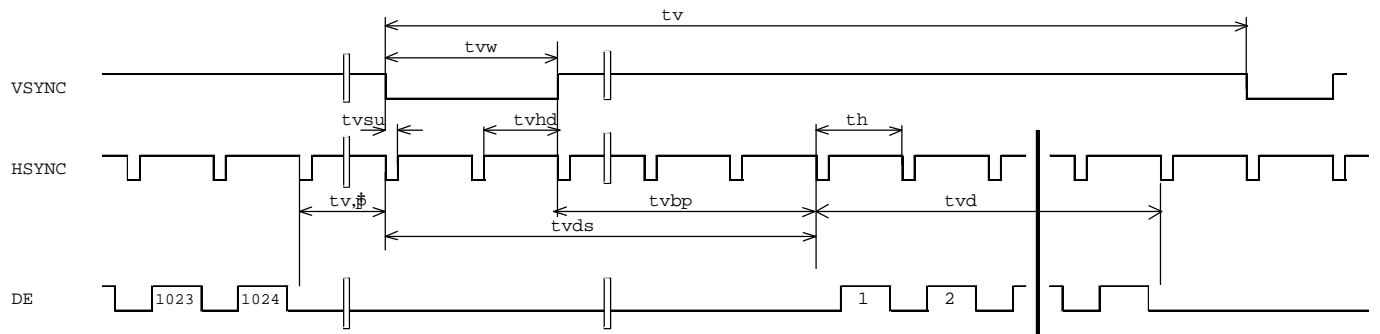 tv
tvw
VSYNC
tvsu
tvhd
th
HSYNC
tvbp
tvd
tvds
DE
1023
1024
1
2